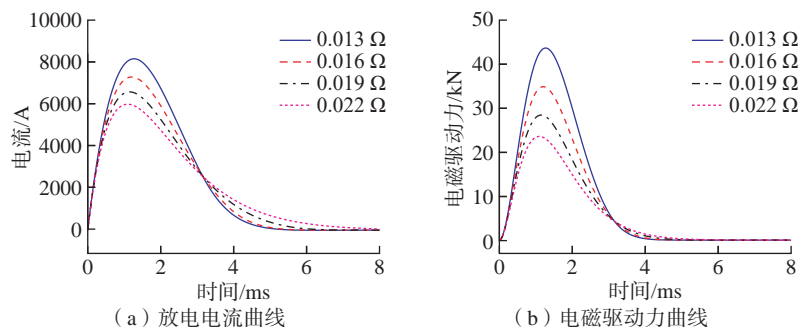 10000
8000
6000
4000
2000
0
电流/A
0.013 Ω
0.016 Ω
0.019 Ω
0.022 Ω
0 2 4 6 8
时间/ms
（a）放电电流曲线
50
40
30
20
10
0
电磁驱动力/kN
0.013 Ω
0.016 Ω
0.019 Ω
0.022 Ω
0 2 4 6 8
时间/ms
（b）电磁驱动力曲线